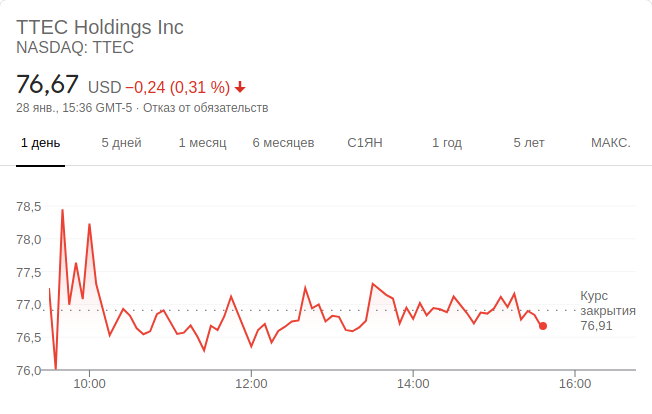 TTEC Holdings Inc
NASDAQ: TTEC
76,67 USD −0,24 (0,31 %)
28 янв., 15:36 GMT-5 · Отказ от обязательств
1 день 5 дней 1 месяц 6 месяцев С1ЯН 1 год 5 лет МАКС.
78,5
78,0
77,5
77,0
76,5
76,0
Курс
закрытия
76,91
10:00 12:00 14:00 16:00